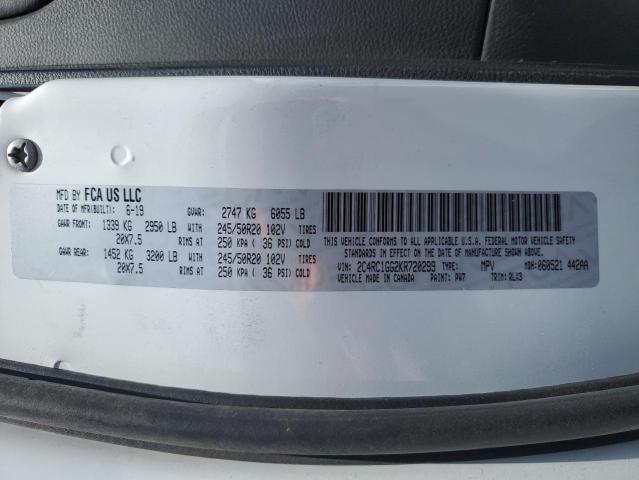 MFD BY FCA US LLC
DATE OF MFR(BUILT): 6-19 GVWR: 2747 KG 6055 LB
GAWR FRONT: 1339 KG 2950 LB WITH 245/50R20 102V TIRES
20X7.5 RIMS AT 250 KPA ( 36 PSI) COLD
GAWR REAR: 1452 KG 3200 LB WITH 245/50R20 102V TIRES
20X7.5 RIMS AT 250 KPA ( 36 PSI) COLD
THIS VEHICLE CONFORMS TO ALL APPLICABLE U.S.A. FEDERAL MOTOR VEHICLE SAFETY
STANDARDS IN EFFECT ON THE DATE OF MANUFACTURE SHOWN ABOVE.
VIN: 2C4RC1GG2KR720299 TYPE: MPV MDH:060521 442AA
VEHICLE MADE IN CANADA PAINT: PW7 TRIM: RLX3